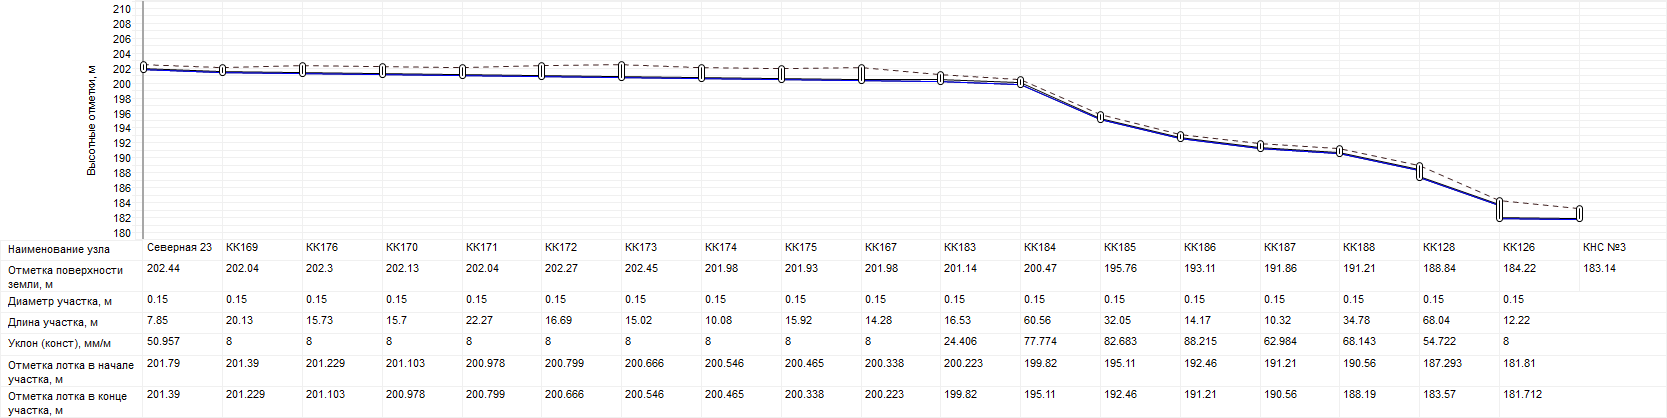 210
208
206
204
202
200
198
196
194
192
190
188
186
184
182
180
Высотные отметки, м
Наименование узла Северная 23 КК169 КК176 КК170 КК171 КК172 КК173 КК174 КК175 КК167 КК183 КК184 КК185 КК186 КК187 КК188 КК128 КК126 КНС №3
Отметка поверхности 202.44 202.04 202.3 202.13 202.04 202.27 202.45 201.98 201.93 201.98 201.14 200.47 195.76 193.11 191.86 191.21 188.84 184.22 183.14
земли, м
Диаметр участка, м 0.15 0.15 0.15 0.15 0.15 0.15 0.15 0.15 0.15 0.15 0.15 0.15 0.15 0.15 0.15 0.15 0.15 0.15
Длина участка, м 7.85 20.13 15.73 15.7 22.27 16.69 15.02 10.08 15.92 14.28 16.53 60.56 32.05 14.17 10.32 34.78 68.04 12.22
Уклон (конст), мм/м 50.957 8 8 8 8 8 8 8 8 8 24.406 77.774 82.683 88.215 62.984 68.143 54.722 8
Отметка лотка в начале 201.79 201.39 201.229 201.103 200.978 200.799 200.666 200.546 200.465 200.338 200.223 199.82 195.11 192.46 191.21 190.56 187.293 181.81
участка, м
Отметка лотка в конце 201.39 201.229 201.103 200.978 200.799 200.666 200.546 200.465 200.338 200.223 199.82 195.11 192.46 191.21 190.56 188.19 183.57 181.712
участка, м